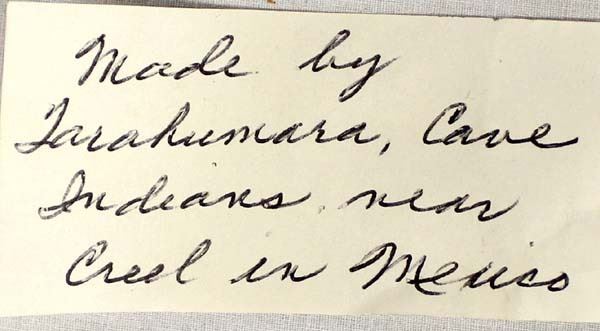 Made by
Tarahumara, Cave
Indians near
Creel in Mexico